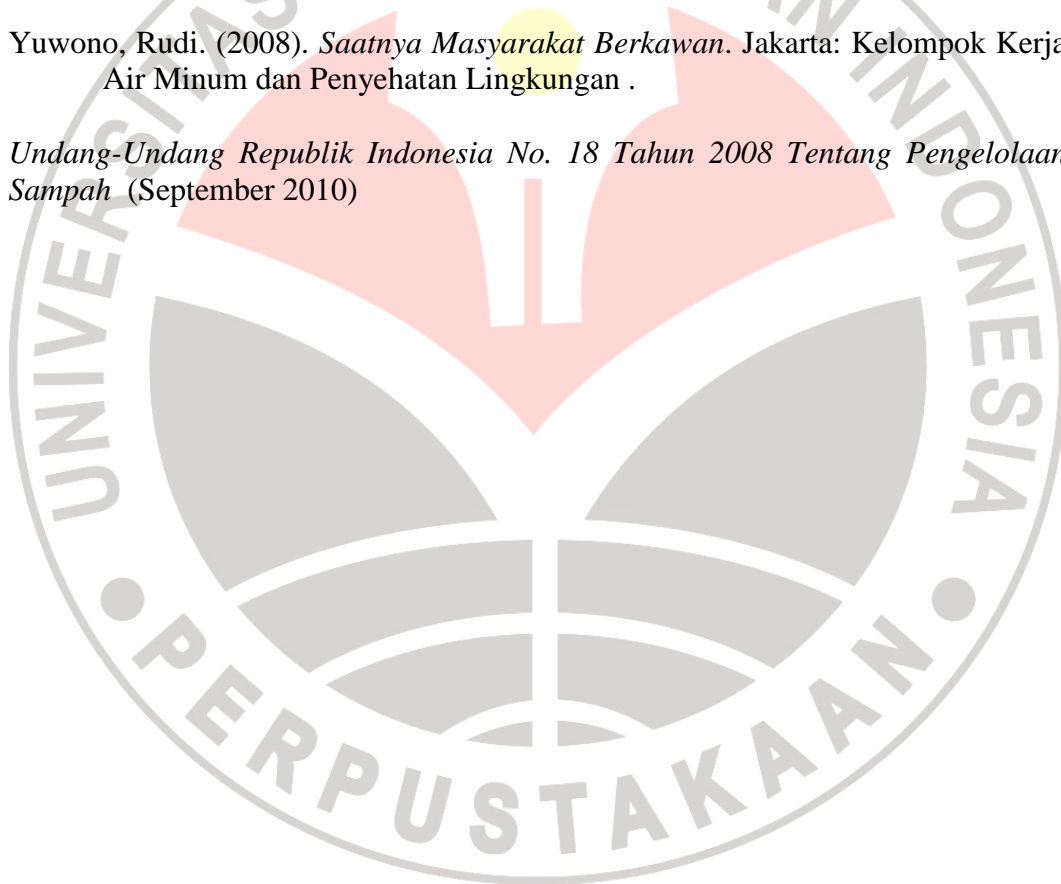 Yuwono, Rudi. (2008). Saatnya Masyarakat Berkawan. Jakarta: Kelompok Kerja
Air Minum dan Penyehatan Lingkungan .
Undang-Undang Republik Indonesia No. 18 Tahun 2008 Tentang Pengelolaan
Sampah (September 2010)
UNIVERSITAS
AN INDONESIA
PERPUSTAKAAN